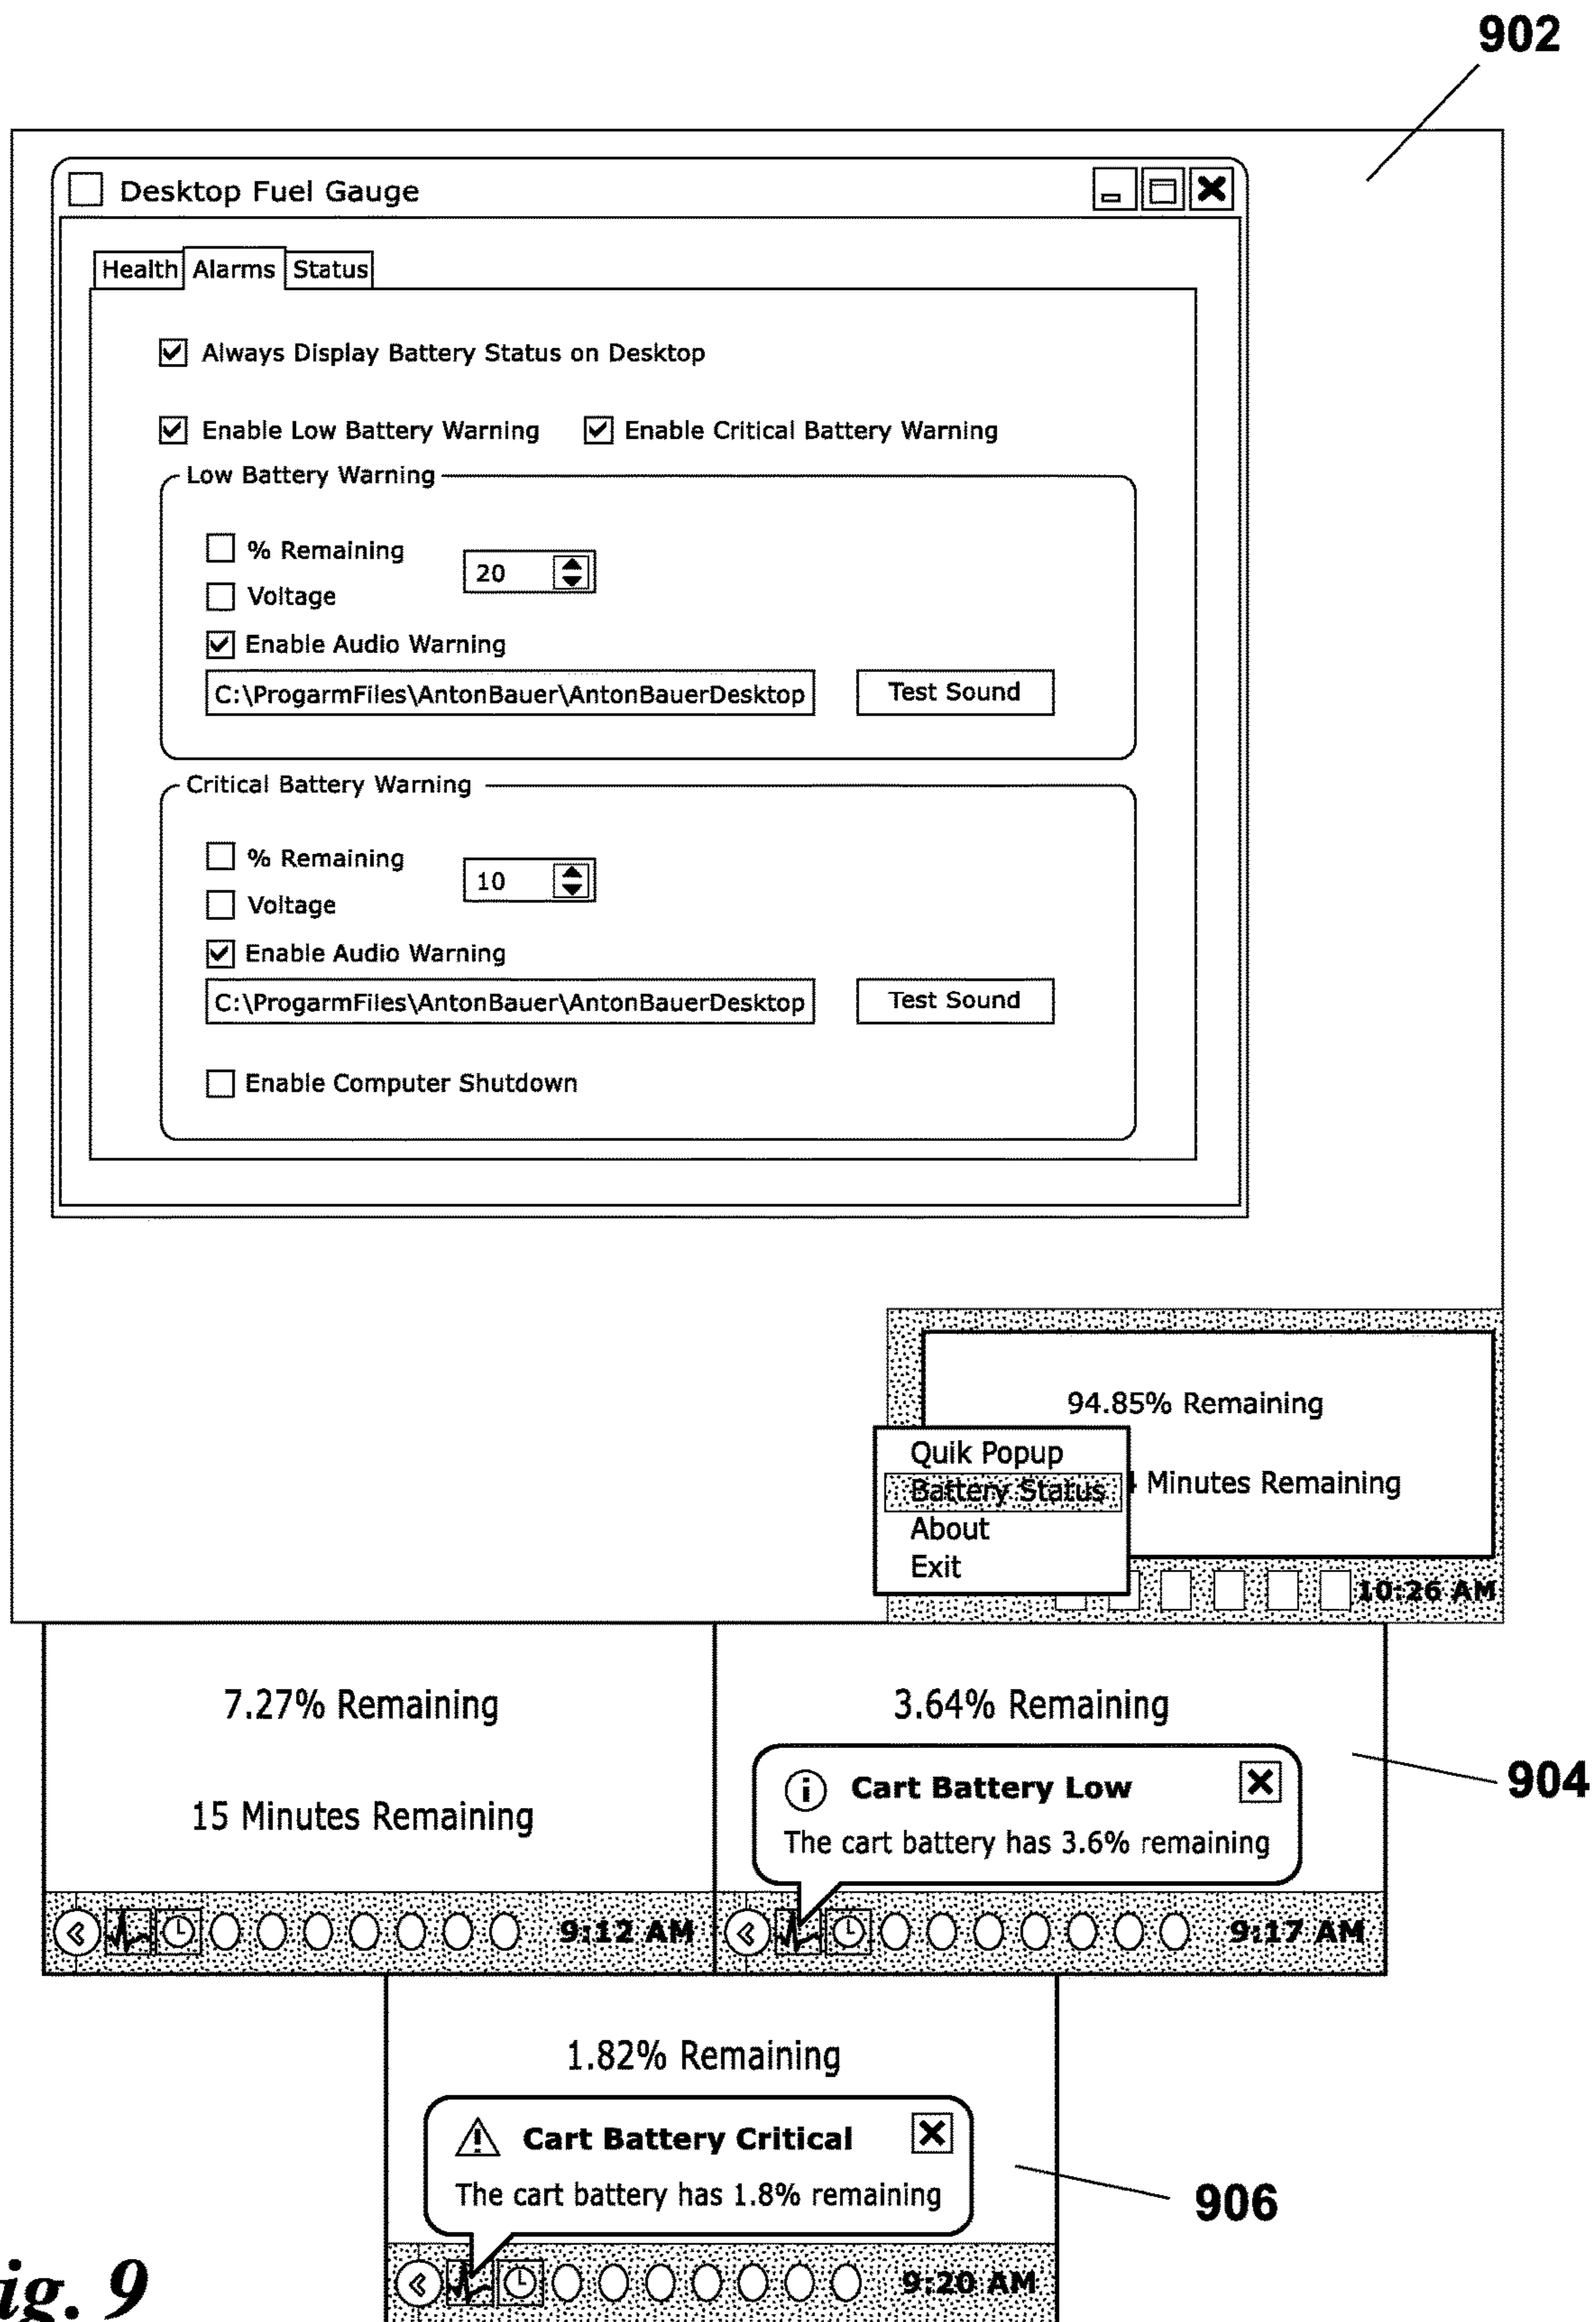 902
Desktop Fuel Gauge
Health Alarms Status
Always Display Battery Status on Desktop
Enable Low Battery Warning Enable Critical Battery Warning
Low Battery Warning
% Remaining
20
Voltage
Enable Audio Warning
C:\ProgarmFiles\AntonBauer\AntonBauerDesktop Test Sound
Critical Battery Warning
% Remaining
10
Voltage
Enable Audio Warning
C:\ProgarmFiles\AntonBauer\AntonBauerDesktop Test Sound
Enable Computer Shutdown
94.85% Remaining
Quik Popup
Battery Status Minutes Remaining
About
Exit
10:26 AM
7.27% Remaining 3.64% Remaining
904
Cart Battery Low
15 Minutes Remaining The cart battery has 3.6% remaining
9:12 AM 9:17 AM
1.82% Remaining
Cart Battery Critical
The cart battery has 1.8% remaining
906
9:20 AM
ig. 9